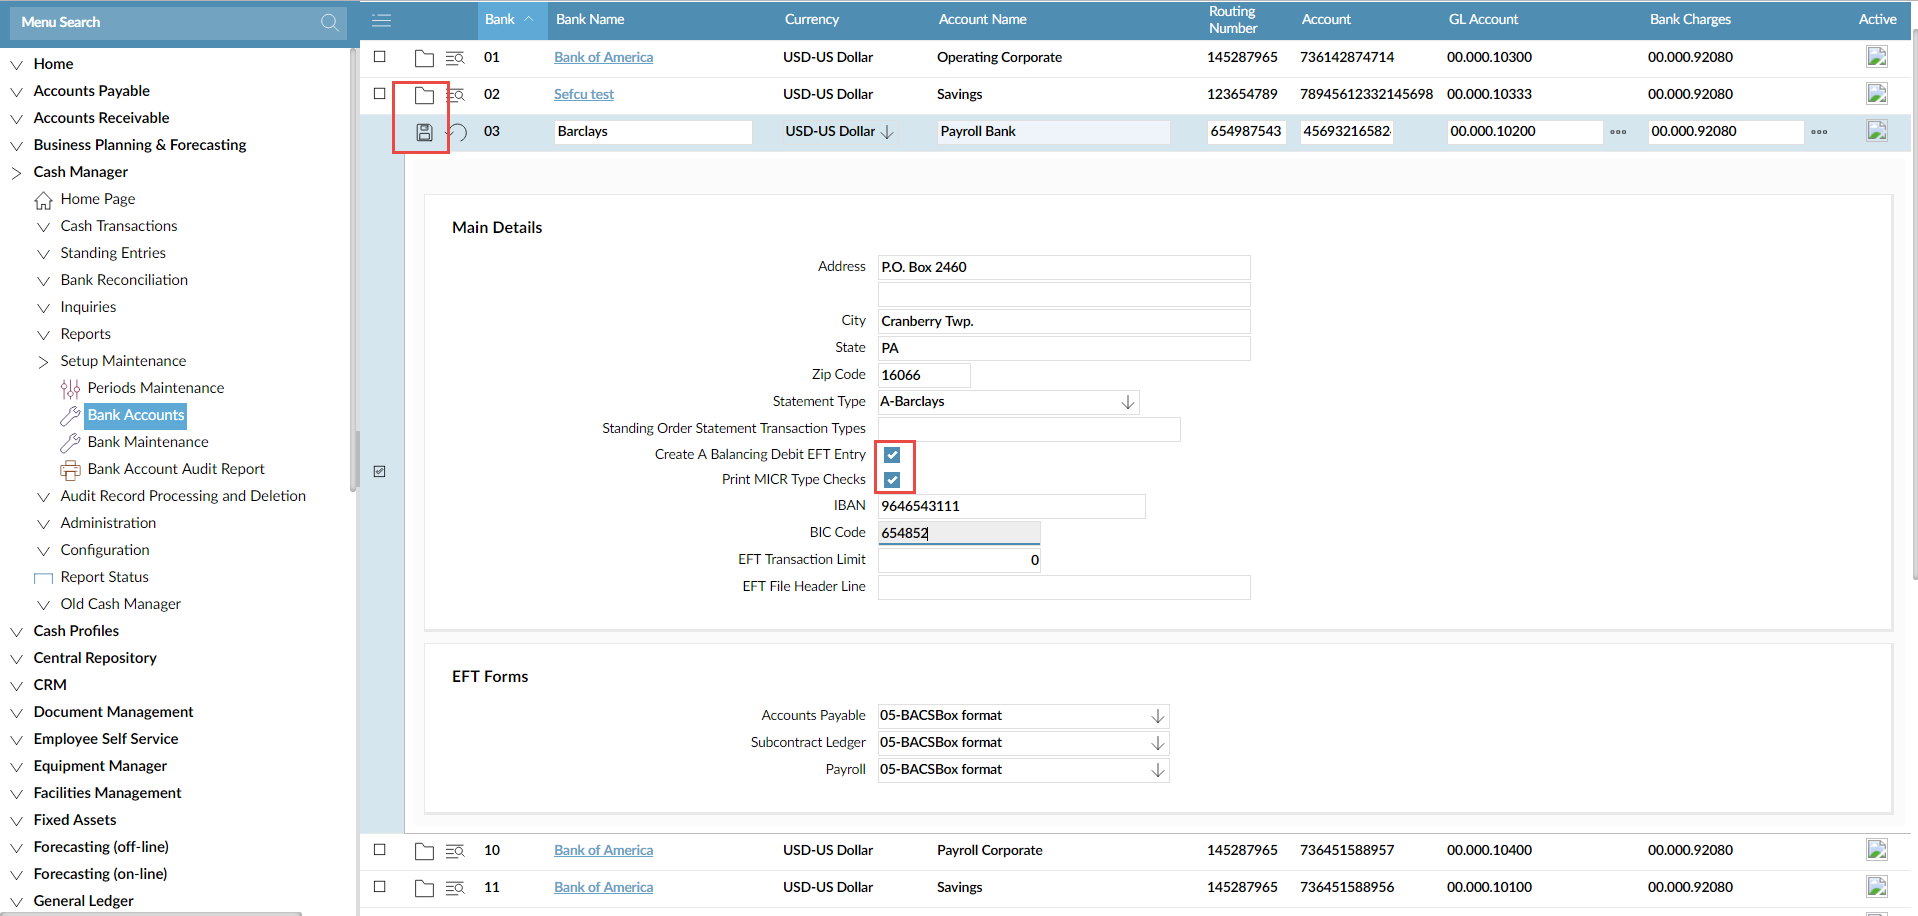 Menu Search
Home
Accounts Payable
Accounts Receivable
Business Planning & Forecasting
Cash Manager
Home Page
Cash Transactions
Standing Entries
Bank Reconciliation
Inquiries
Reports
Setup Maintenance
Periods Maintenance
Bank Accounts
Bank Maintenance
Bank Account Audit Report
Audit Record Processing and Deletion
Administration
Configuration
Report Status
Old Cash Manager
Cash Profiles
Central Repository
CRM
Document Management
Employee Self Service
Equipment Manager
Facilities Management
Fixed Assets
Forecasting (off-line)
Forecasting (on-line)
General Ledger
Bank Bank Name Currency Account Name Routing Number Account GL Account Bank Charges Active
01 Bank of America USD-US Dollar Operating Corporate 145287965 736142874714 00.000.10300 00.000.92080
02 Sefcu test USD-US Dollar Savings 123654789 78945612332145698 00.000.10333 00.000.92080
03 Barclays USD-US Dollar Payroll Bank 654987543 45693216582 00.000.10200 00.000.92080
Main Details
Address P.O. Box 2460
City Cranberry Twp.
State PA
Zip Code 16066
Statement Type A-Barclays
Standing Order Statement Transaction Types
Create A Balancing Debit EFT Entry
Print MICR Type Checks
IBAN 9646543111
BIC Code 654852
EFT Transaction Limit 0
EFT File Header Line
EFT Forms
Accounts Payable 05-BACSBox format
Subcontract Ledger 05-BACSBox format
Payroll 05-BACSBox format
10 Bank of America USD-US Dollar Payroll Corporate 145287965 736451588957 00.000.10400 00.000.92080
11 Bank of America USD-US Dollar Savings 145287965 736451588956 00.000.10100 00.000.92080